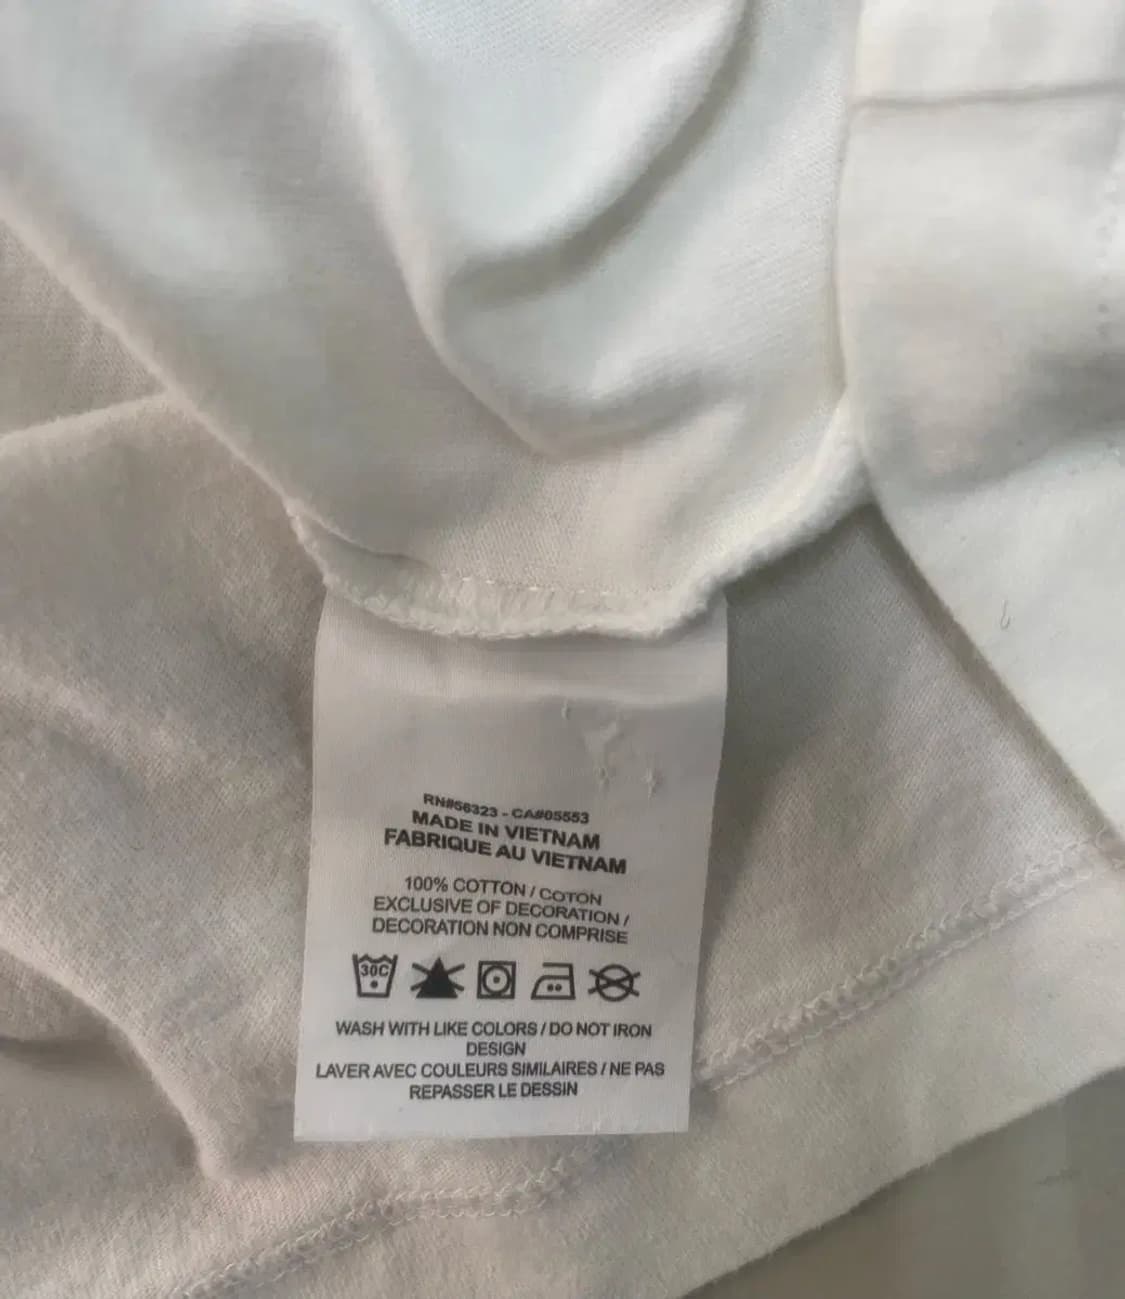 RN#56323 - CA#05553
MADE IN VIETNAM
FABRIQUE AU VIETNAM
100% COTTON / COTON
EXCLUSIVE OF DECORATION /
DECORATION NON COMPRISE
30C
WASH WITH LIKE COLORS / DO NOT IRON
DESIGN
LAVER AVEC COULEURS SIMILAIRES / NE PAS
REPASSER LE DESSIN